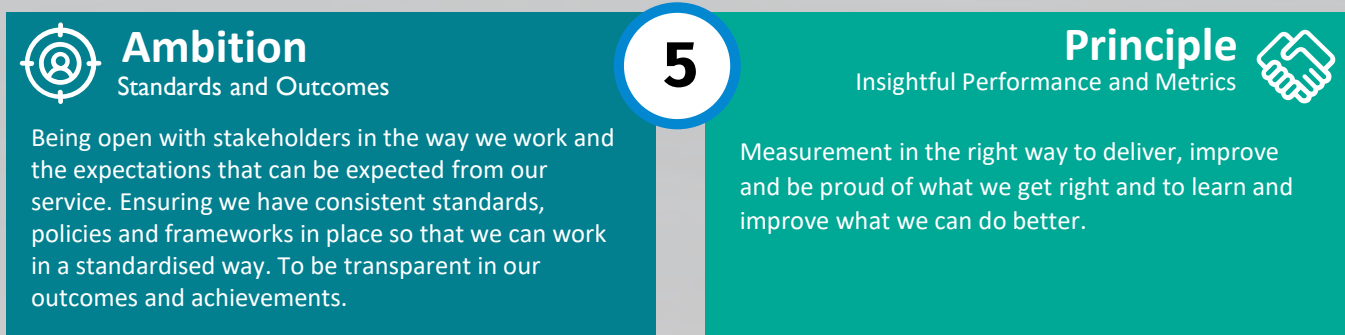 Ambition
Standards and Outcomes
Being open with stakeholders in the way we work and
the expectations that can be expected from our
service. Ensuring we have consistent standards,
policies and frameworks in place so that we can work
in a standardised way. To be transparent in our
outcomes and achievements.
5
Principle
Insightful Performance and Metrics
Measurement in the right way to deliver, improve
and be proud of what we get right and to learn and
improve what we can do better.